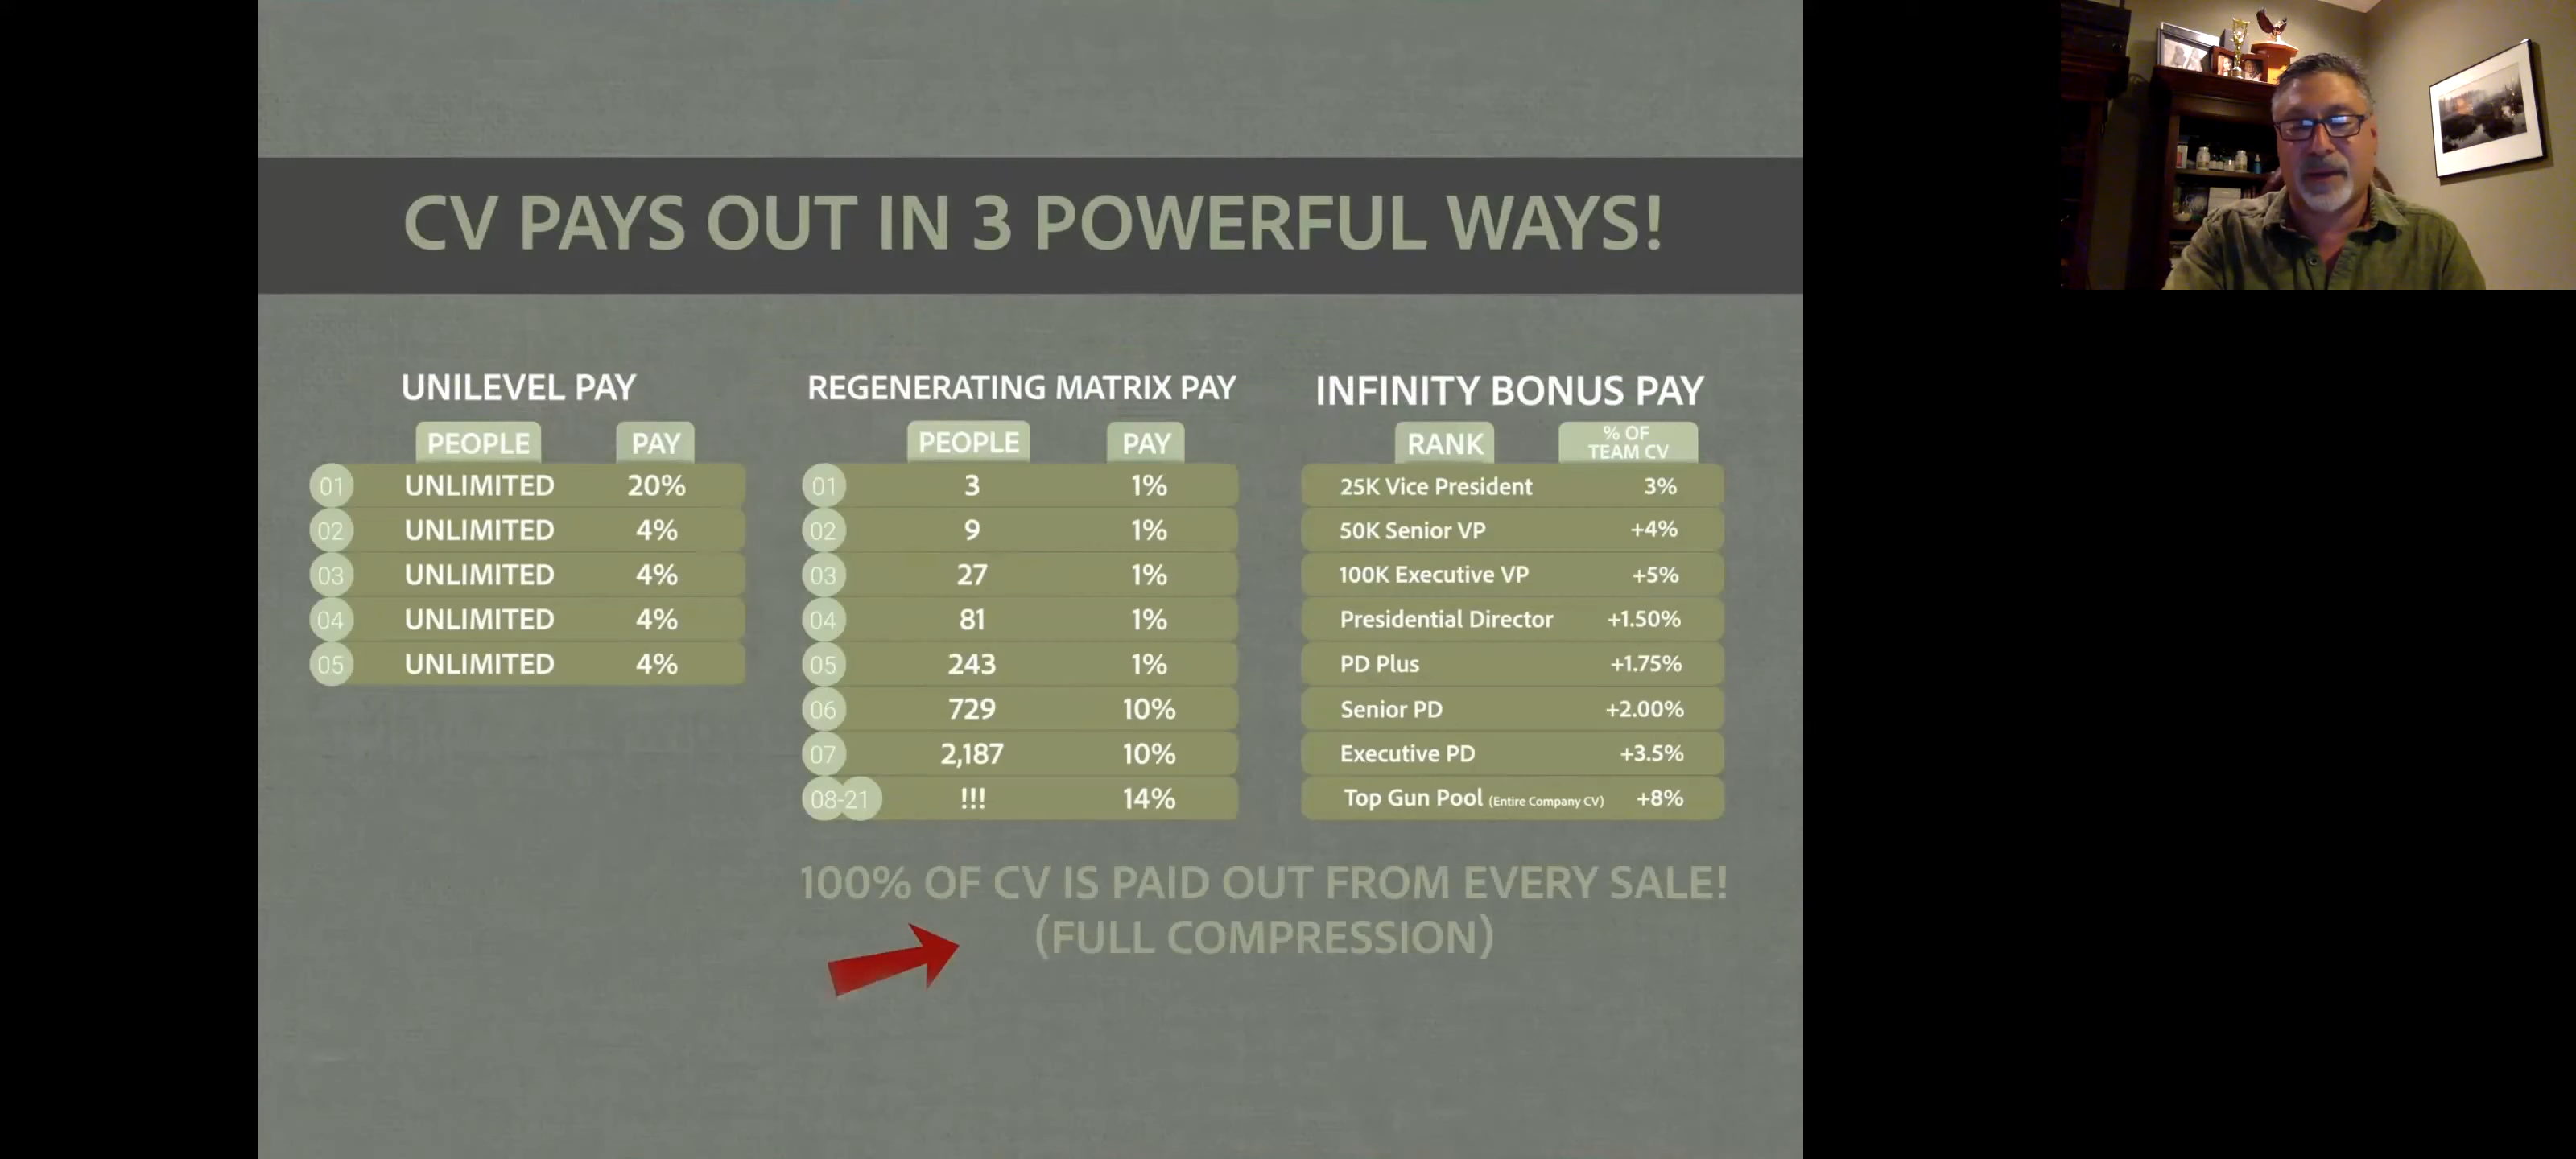 CV PAYS OUT IN 3 POWERFUL WAYS!
UNILEVEL PAY
PEOPLE PAY
01 UNLIMITED 20%
02 UNLIMITED 4%
03 UNLIMITED 4%
04 UNLIMITED 4%
05 UNLIMITED 4%
REGENERATING MATRIX PAY
PEOPLE PAY
01 3 1%
02 9 1%
03 27 1%
04 81 1%
05 243 1%
06 729 10%
07 2,187 10%
08-21 !!! 14%
INFINITY BONUS PAY
RANK % OF
TEAM CV
25K Vice President 3%
50K Senior VP +4%
100K Executive VP +5%
Presidential Director +1.50%
PD Plus +1.75%
Senior PD +2.00%
Executive PD +3.5%
Top Gun Pool (Entire Company CV) +8%
100% OF CV IS PAID OUT FROM EVERY SALE!
(FULL COMPRESSION)